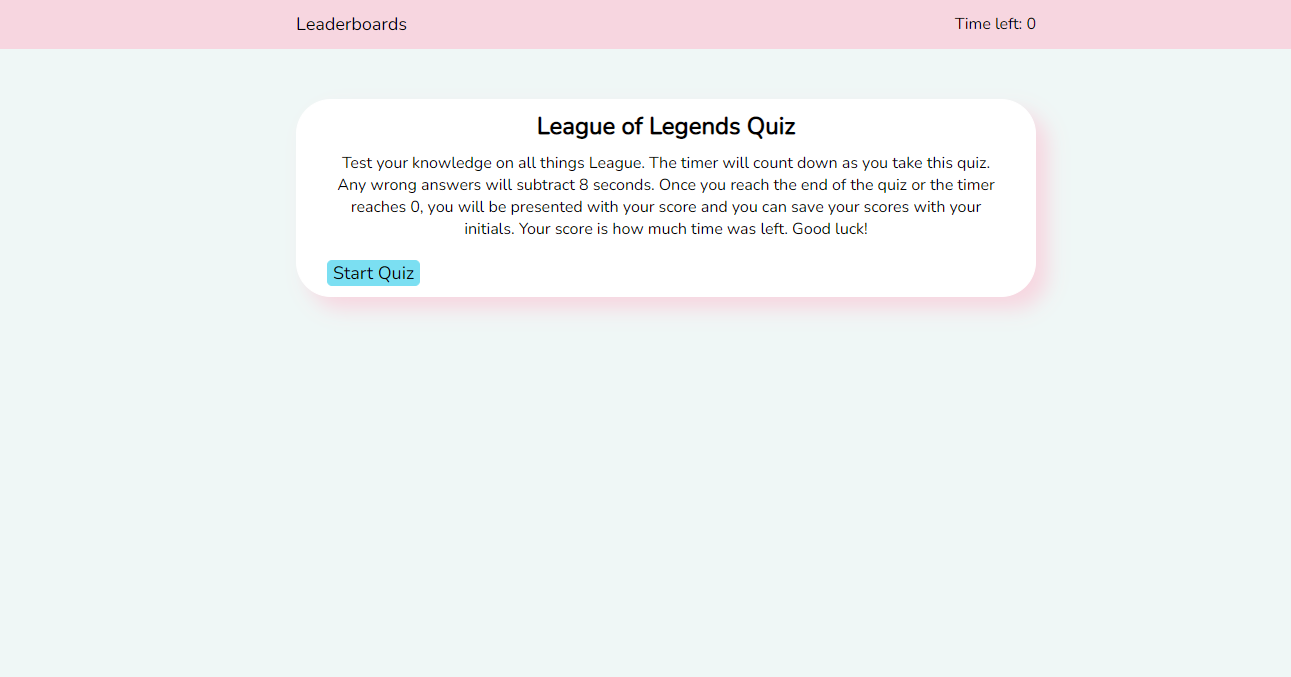 Leaderboards
Time left: 0
League of Legends Quiz
Test your knowledge on all things League. The timer will count down as you take this quiz.
Any wrong answers will subtract 8 seconds. Once you reach the end of the quiz or the timer
reaches 0, you will be presented with your score and you can save your scores with your
initials. Your score is how much time was left. Good luck!
Start Quiz